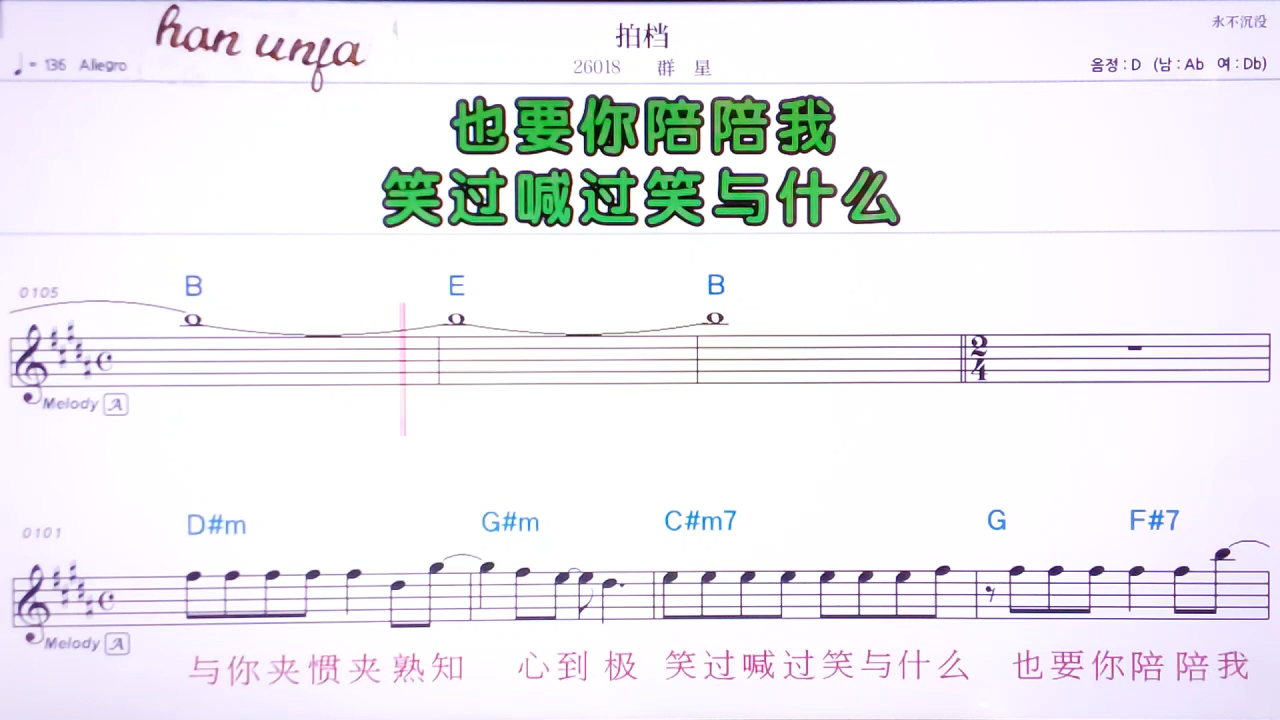 han unfa
永不沉没
拍档
♩= 136 Allegro
26018 群 星
음정 : D (남 : Ab 여 : Db)
也要你陪陪我
笑过喊过笑与什么
0105
B E B
2
4
Melody A
0101
D#m G#m C#m7 G F#7
Melody A
与你夹惯夹熟知 心到极 笑过喊过笑与什么 也要你陪陪我